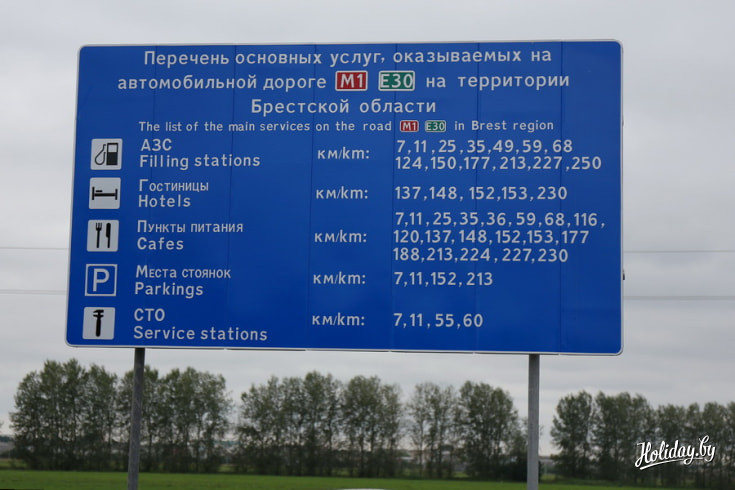 Перечень основных услуг, оказываемых на
автомобильной дороге M1 E30 на территории
Брестской области
The list of the main services on the road M1 E30 in Brest region
АЗС
Filling stations
км/km:
7,11,25,35,49,59,68
124,150,177,213,227,250
Гостиницы
Hotels
км/km:
137,148,152,153,230
Пункты питания
Cafes
км/km:
7,11,25,35,36,59,68,116,
120,137,148,152,153,177
188,213,224,227,230
P
Места стоянок
Parkings
км/km:
7,11,152,213
СТО
Service stations
км/km:
7,11,55,60
Holiday.by